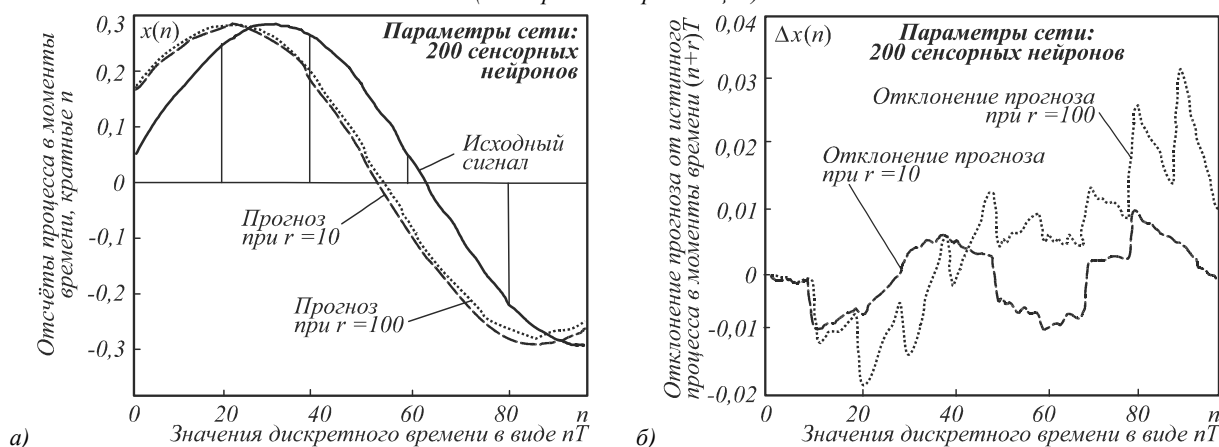 0,3
0,2
0,1
0
-0,1
-0,2
-0,3
Отсчёты процесса в моменты
времени, кратные n
x(n)
Параметры сети:
200 сенсорных
нейронов
Исходный
сигнал
Прогноз
при r =10
Прогноз
при r =100
0 20 40 60 80 n
Значения дискретного времени в виде nT
а)
0,04
0,03
0,02
0,01
0
-0,01
-0,02
Отклонение прогноза от истинного
процесса в моменты времени (n+r)T
Δx(n)
Параметры сети:
200 сенсорных нейронов
Отклонение прогноза
при r =100
Отклонение прогноза
при r =10
0 20 40 60 80 n
Значения дискретного времени в виде nT
б)